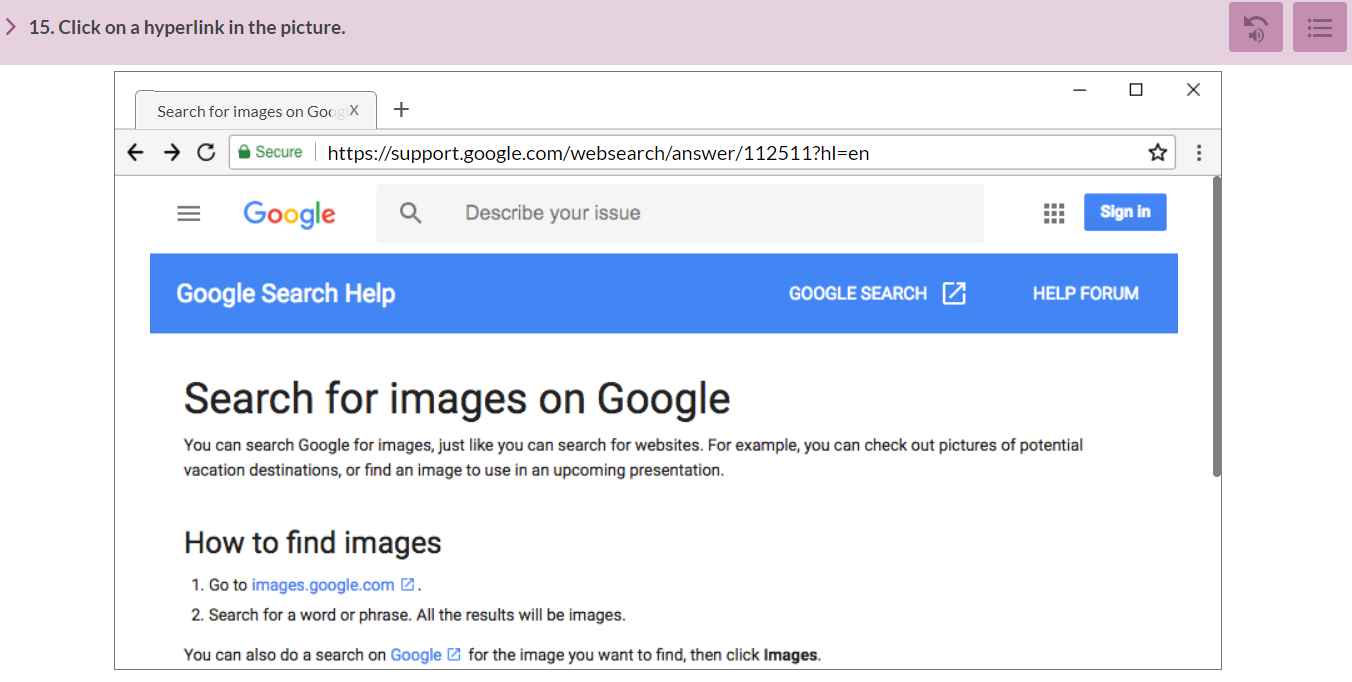 15. Click on a hyperlink in the picture.
Search for images on Googl X
Secure https://support.google.com/websearch/answer/112511?hl=en
Google Describe your issue Sign in
Google Search Help GOOGLE SEARCH HELP FORUM
Search for images on Google
You can search Google for images, just like you can search for websites. For example, you can check out pictures of potential
vacation destinations, or find an image to use in an upcoming presentation.
How to find images
1. Go to images.google.com .
2. Search for a word or phrase. All the results will be images.
You can also do a search on Google for the image you want to find, then click Images.